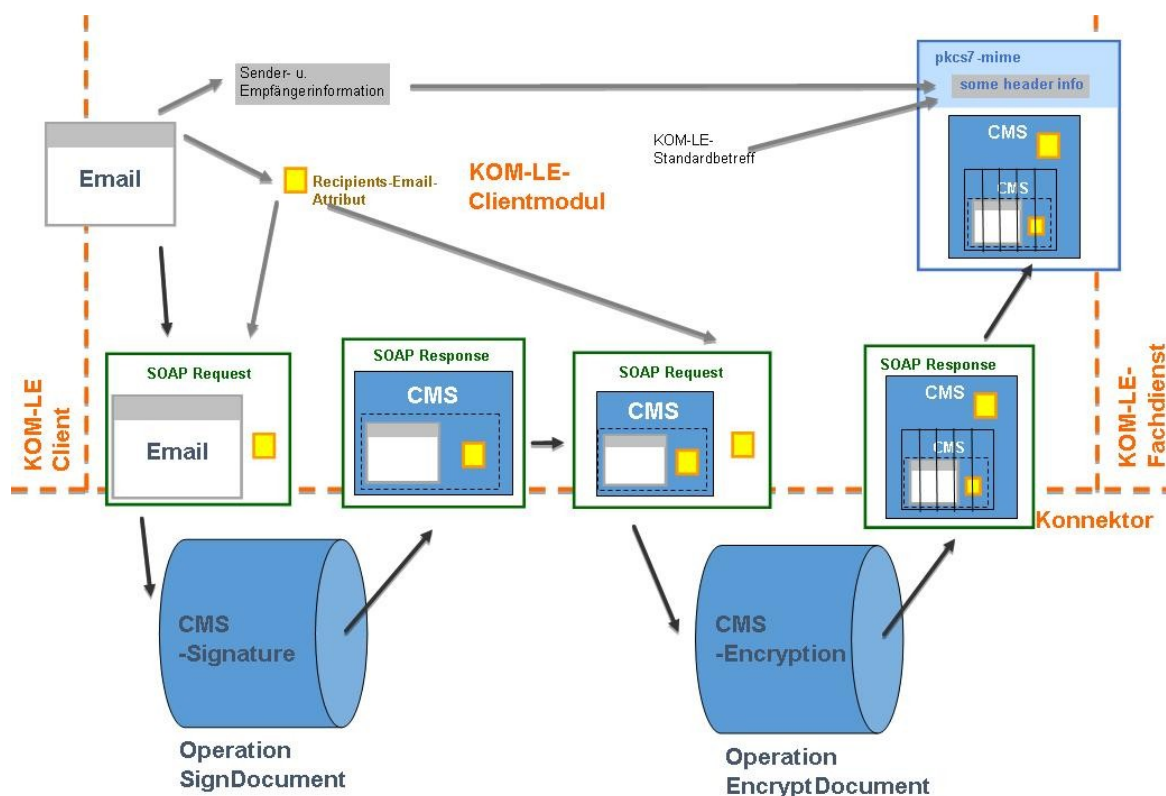 pkcs7-mime
some header info
Sender- u.
Empfängerinformation
KOM-LE-
Standardbetreff
CMS
CMS
Email
Recipients-Email-
Attribut
KOM-LE-
Clientmodul
KOM-LE
Client
SOAP Request
Email
SOAP Response
CMS
SOAP Request
CMS
SOAP Response
CMS
CMS
KOM-LE-
Fachdienst
Konnektor
CMS
-Signature
Operation
SignDocument
CMS
-Encryption
Operation
EncryptDocument